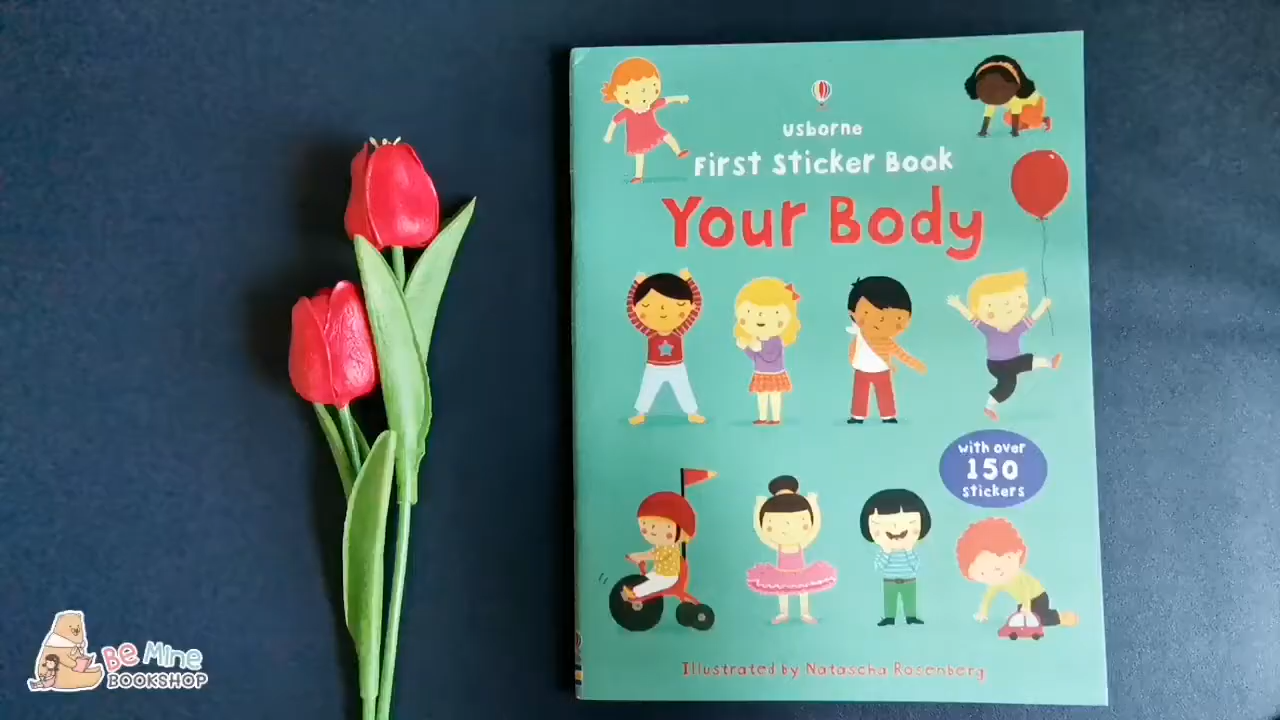 Usborne
First Sticker Book
Your Body
with over
150
stickers
Illustrated by Natascha Rosenberg
Be Mine
BOOKSHOP